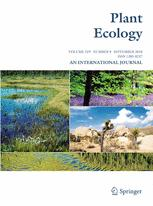 Plant
Ecology
AN INTERNATIONAL JOURNAL
Springer